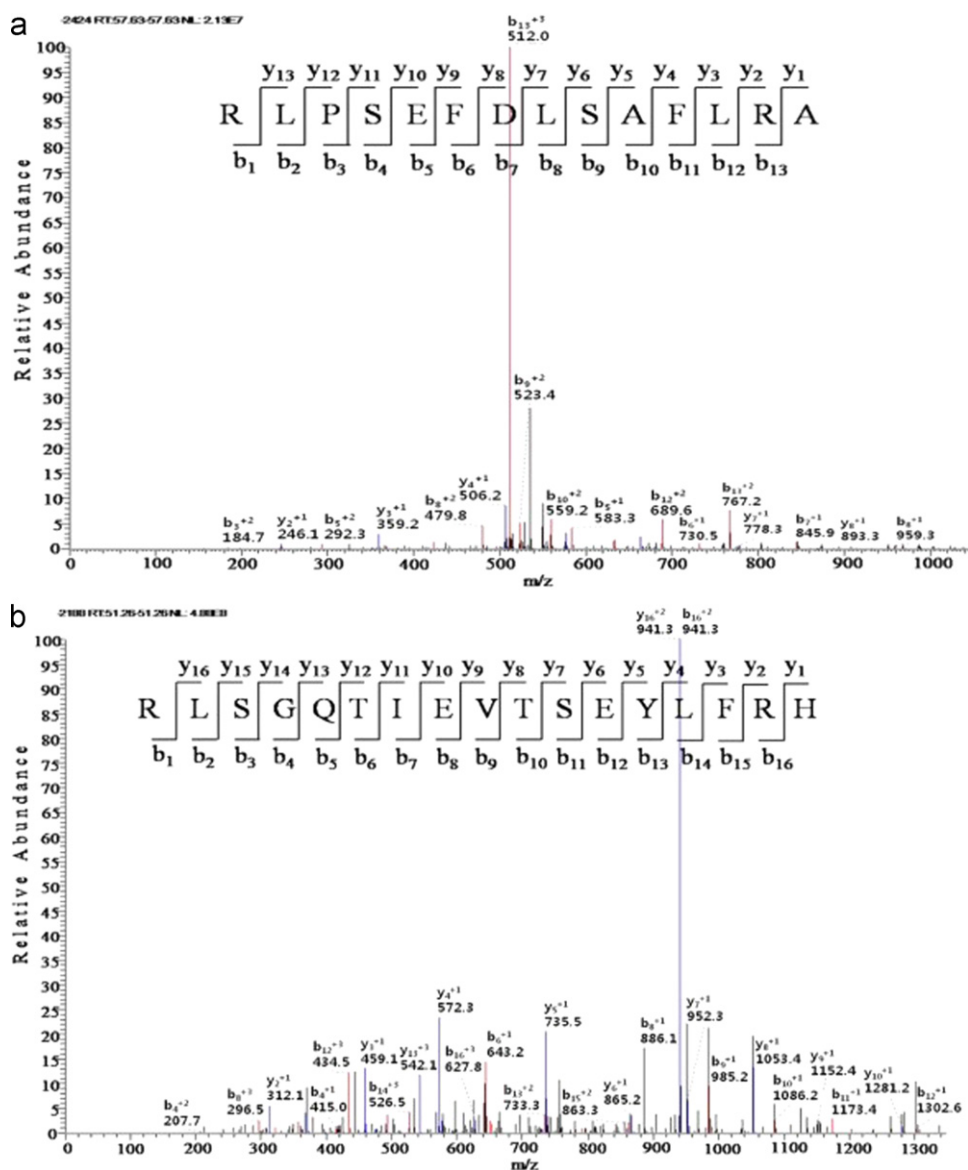 a
-2424 RT:57.63-57.63 NL: 2.13E7
b13+3
512.0
y13 y12 y11 y10 y9 y8 y7 y6 y5 y4 y3 y2 y1
R L P S E F D L S A F L R A
b1 b2 b3 b4 b5 b6 b7 b8 b9 b10 b11 b12 b13
100
95
90
85
80
75
70
65
60
55
50
45
40
35
30
25
20
15
10
5
0
Relative Abundance
b9+2
523.4
y4+1
506.2
b8+2
479.8
y3+1
359.2
b3+2
184.7
y2+1
246.1
b5+2
292.3
b10+2
559.2
b5+1
583.3
b12+2
689.6
b6+1
730.5
b13+2
767.2
y7+1
778.3
b7+1
845.9
y8+1
893.3
b8+1
959.3
0 100 200 300 400 500 600 700 800 900 1000
m/z
b
-2188 RT:51.26-51.26 NL: 4.88E8
y16+2 b16+2
941.3 941.3
y16 y15 y14 y13 y12 y11 y10 y9 y8 y7 y6 y5 y4 y3 y2 y1
R L S G Q T I E V T S E Y L F R H
b1 b2 b3 b4 b5 b6 b7 b8 b9 b10 b11 b12 b13 b14 b15 b16
100
95
90
85
80
75
70
65
60
55
50
45
40
35
30
25
20
15
10
5
0
Relative Abundance
b4+2
207.7
b8+3
296.5
y2+1
312.1
b4+1
415.0
b12+3
434.5
y3+1
459.1
b14+3
526.5
y13+3
542.1
y4+1
572.3
b16+3
627.8
b6+1
643.2
b13+2
733.3
y5+1
735.5
b15+2
863.3
y6+1
865.2
b8+1
886.1
y7+1
952.3
b9+1
985.2
y8+1
1053.4
b10+1
1086.2
y9+1
1152.4
b11+1
1173.4
y10+1
1281.2
b12+1
1302.6
0 100 200 300 400 500 600 700 800 900 1000 1100 1200 1300
m/z